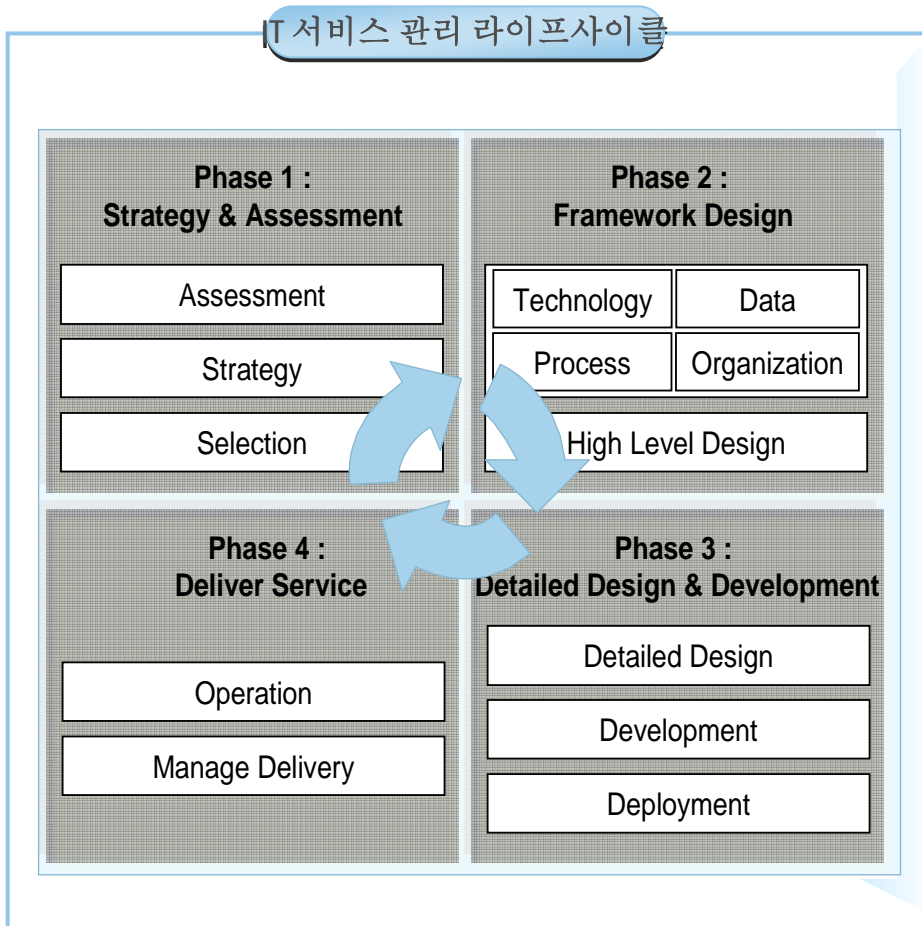 IT 서비스 관리 라이프사이클
Phase 1 :
Strategy & Assessment
Assessment
Strategy
Selection
Phase 2 :
Framework Design
Technology
Data
Process
Organization
High Level Design
Phase 4 :
Deliver Service
Operation
Manage Delivery
Phase 3 :
Detailed Design & Development
Detailed Design
Development
Deployment